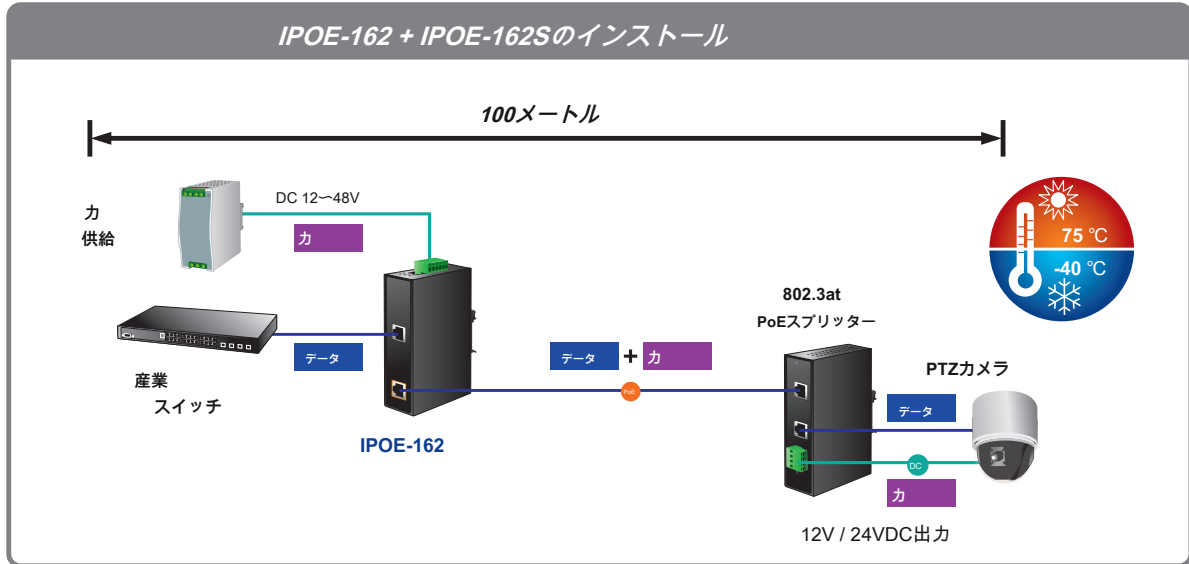 IPOE-162 + IPOE-162Sのインストール
100メートル
DC 12〜48V
力
供給
力
75 °C
-40 °C
802.3at
PoEスプリッター
データ
データ
+
力
産業
スイッチ
PoE
PTZカメラ
データ
IPOE-162
DC
力
12V / 24VDC出力